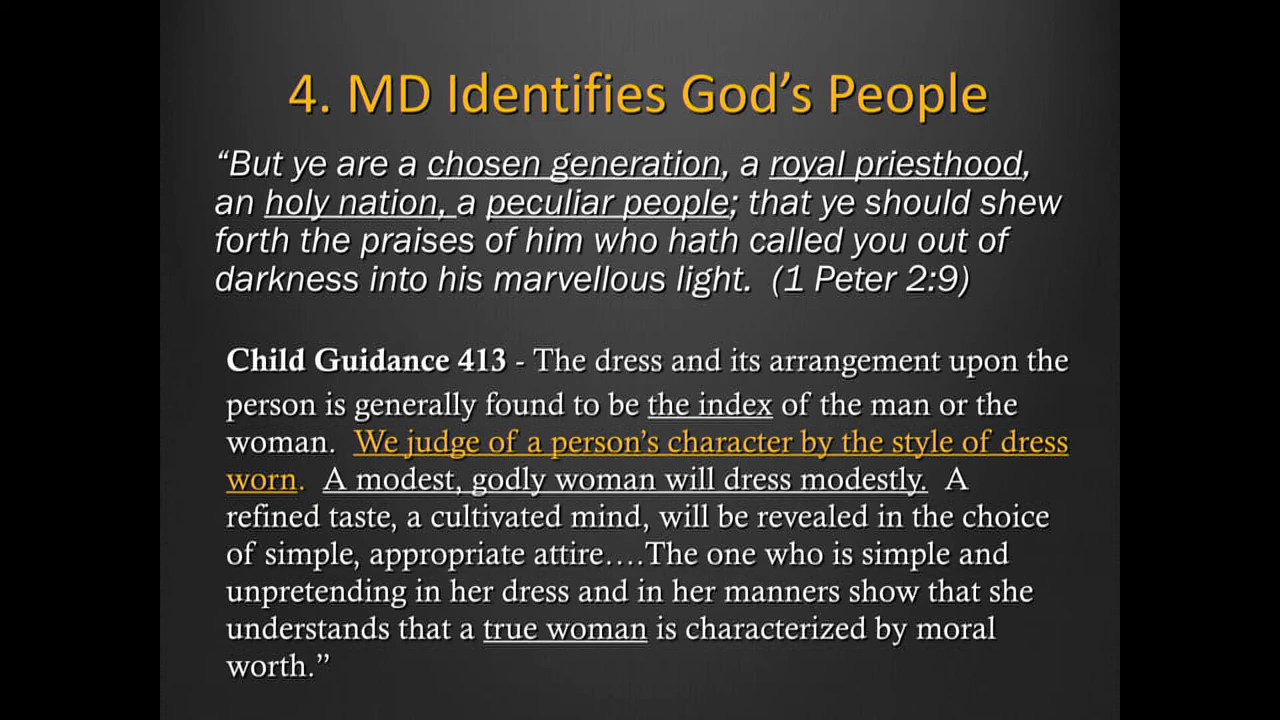 4. MD Identifies God’s People
“But ye are a chosen generation, a royal priesthood,
an holy nation, a peculiar people; that ye should shew
forth the praises of him who hath called you out of
darkness into his marvellous light.  (1 Peter 2:9)
Child Guidance 413 - The dress and its arrangement upon the
person is generally found to be the index of the man or the
woman.  We judge of a person’s character by the style of dress
worn.  A modest, godly woman will dress modestly.  A
refined taste, a cultivated mind, will be revealed in the choice
of simple, appropriate attire….The one who is simple and
unpretending in her dress and in her manners show that she
understands that a true woman is characterized by moral
worth.”